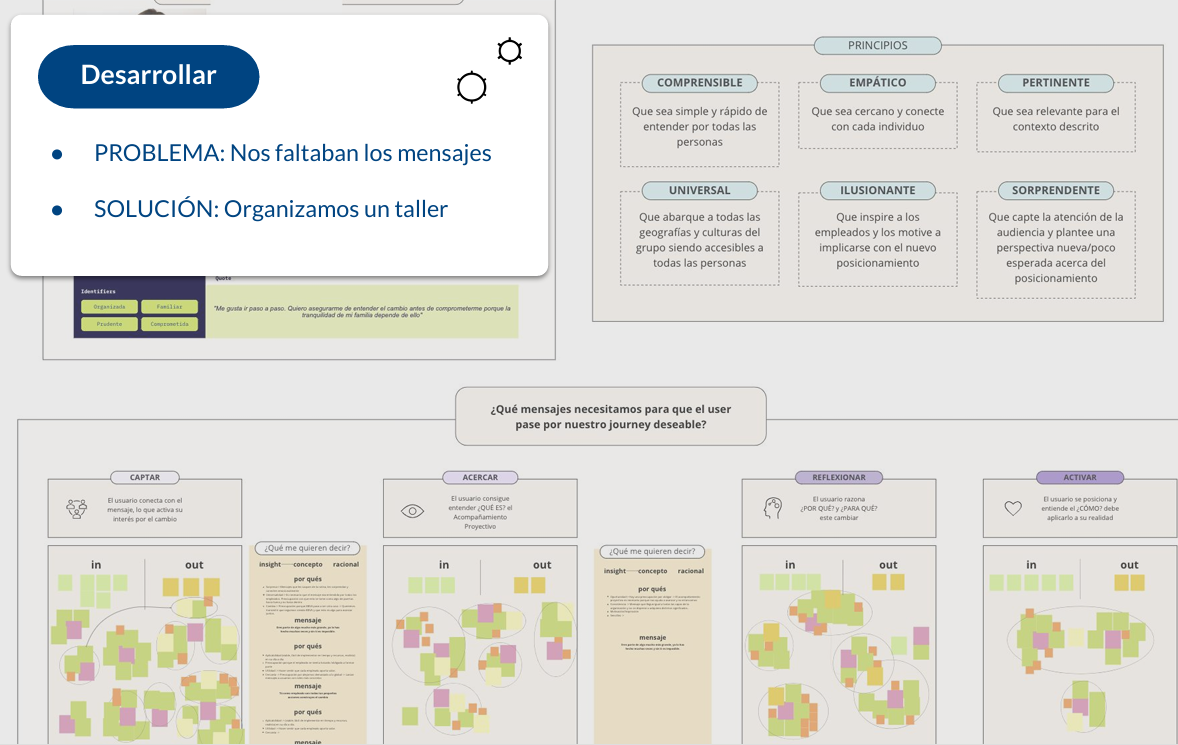 Desarrollar
PROBLEMA: Nos faltaban los mensajes
SOLUCIÓN: Organizamos un taller
Quote
Identifiers
Organizada
Familiar
Prudente
Comprometida
"Me gusta ir paso a paso. Quiero asegurarme de entender el cambio antes de comprometerme porque la
tranquilidad de mi familia depende de ello"
PRINCIPIOS
COMPRENSIBLE
Que sea simple y rápido de
entender por todas las
personas
EMPÁTICO
Que sea cercano y conecte
con cada individuo
PERTINENTE
Que sea relevante para el
contexto descrito
UNIVERSAL
Que abarque a todas las
geografías y culturas del
grupo siendo accesibles a
todas las personas
ILUSIONANTE
Que inspire a los
empleados y los motive a
implicarse con el nuevo
posicionamiento
SORPRENDENTE
Que capte la atención de la
audiencia y plantee una
perspectiva nueva/poco
esperada acerca del
posicionamiento
¿Qué mensajes necesitamos para que el user
pase por nuestro journey deseable?
CAPTAR
El usuario conecta con el
mensaje, lo que activa su
interés por el cambio
in
out
¿Qué me quieren decir?
insight
concepto
racional
por qués
mensaje
por qués
mensaje
por qués
mensaje
ACERCAR
El usuario consigue
entender ¿QUÉ ES? el
Acompañamiento
Proyectivo
in
out
¿Qué me quieren decir?
insight
concepto
racional
por qués
mensaje
REFLEXIONAR
El usuario razona
¿POR QUÉ? y ¿PARA QUÉ?
este cambiar
in
out
ACTIVAR
El usuario se posiciona y
entiende el ¿CÓMO? debe
aplicarlo a su realidad
in
out